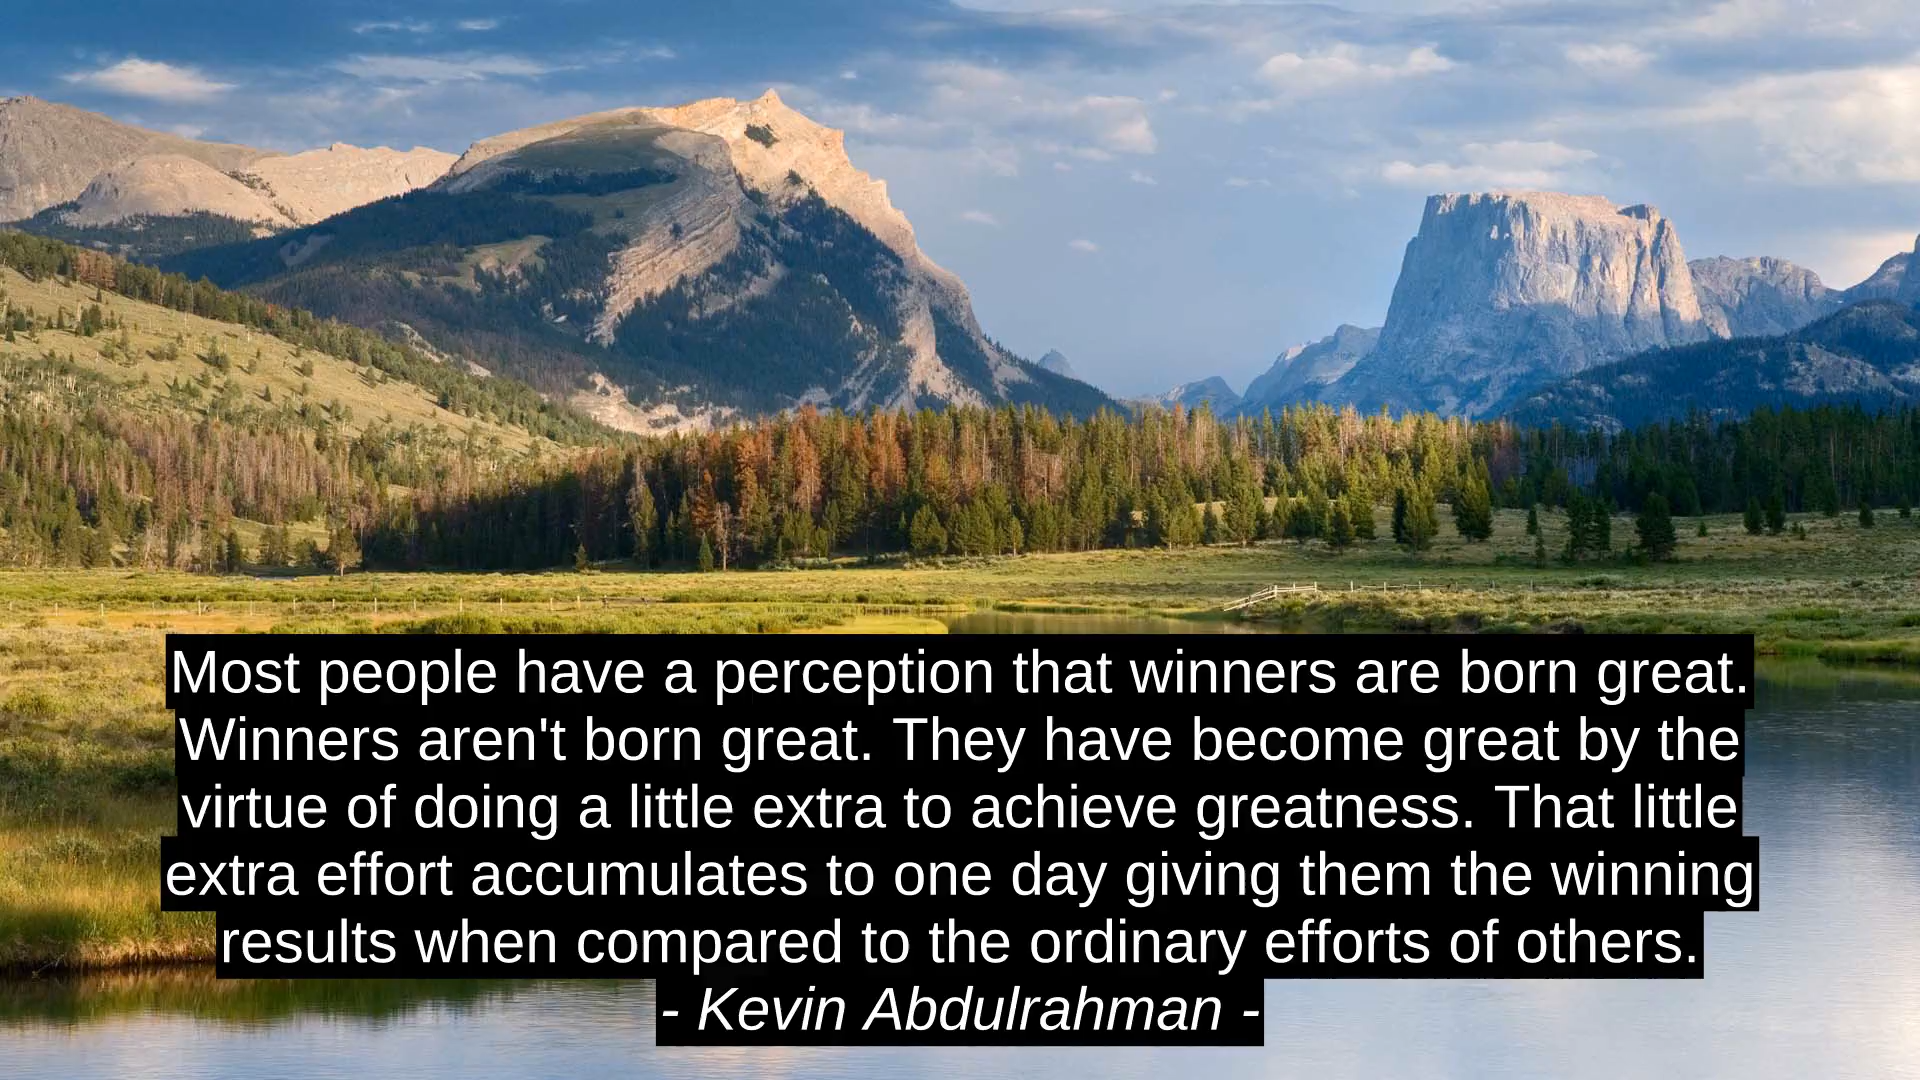 Most people have a perception that winners are born great.
Winners aren't born great. They have become great by the
virtue of doing a little extra to achieve greatness. That little
extra effort accumulates to one day giving them the winning
results when compared to the ordinary efforts of others.
- Kevin Abdulrahman -